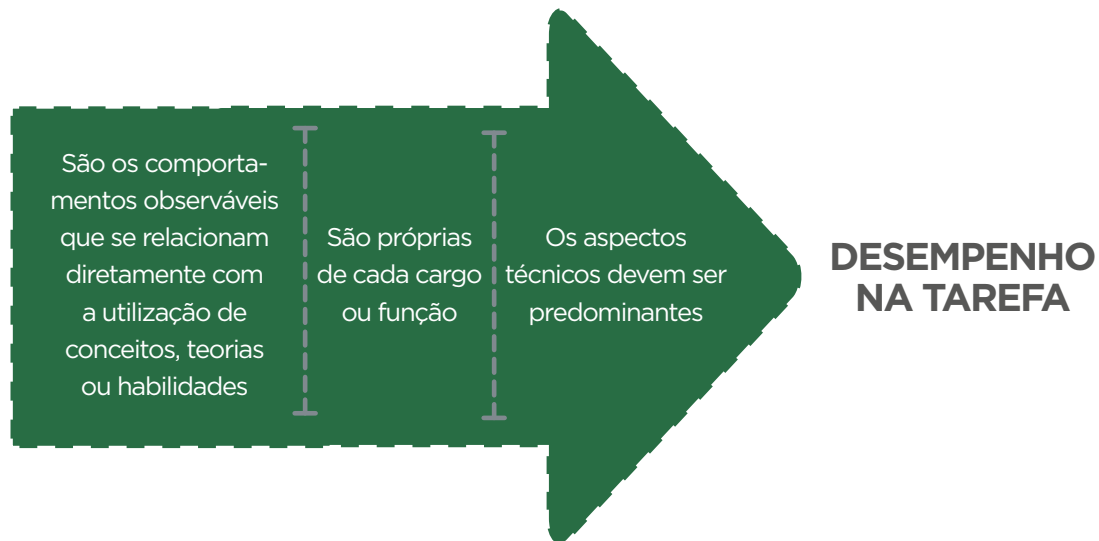 São os comporta-
mentos observáveis
que se relacionam
diretamente com
a utilização de
conceitos, teorias
ou habilidades
São próprias
de cada cargo
ou função
Os aspectos
técnicos devem ser
predominantes
DESEMPENHO
NA TAREFA